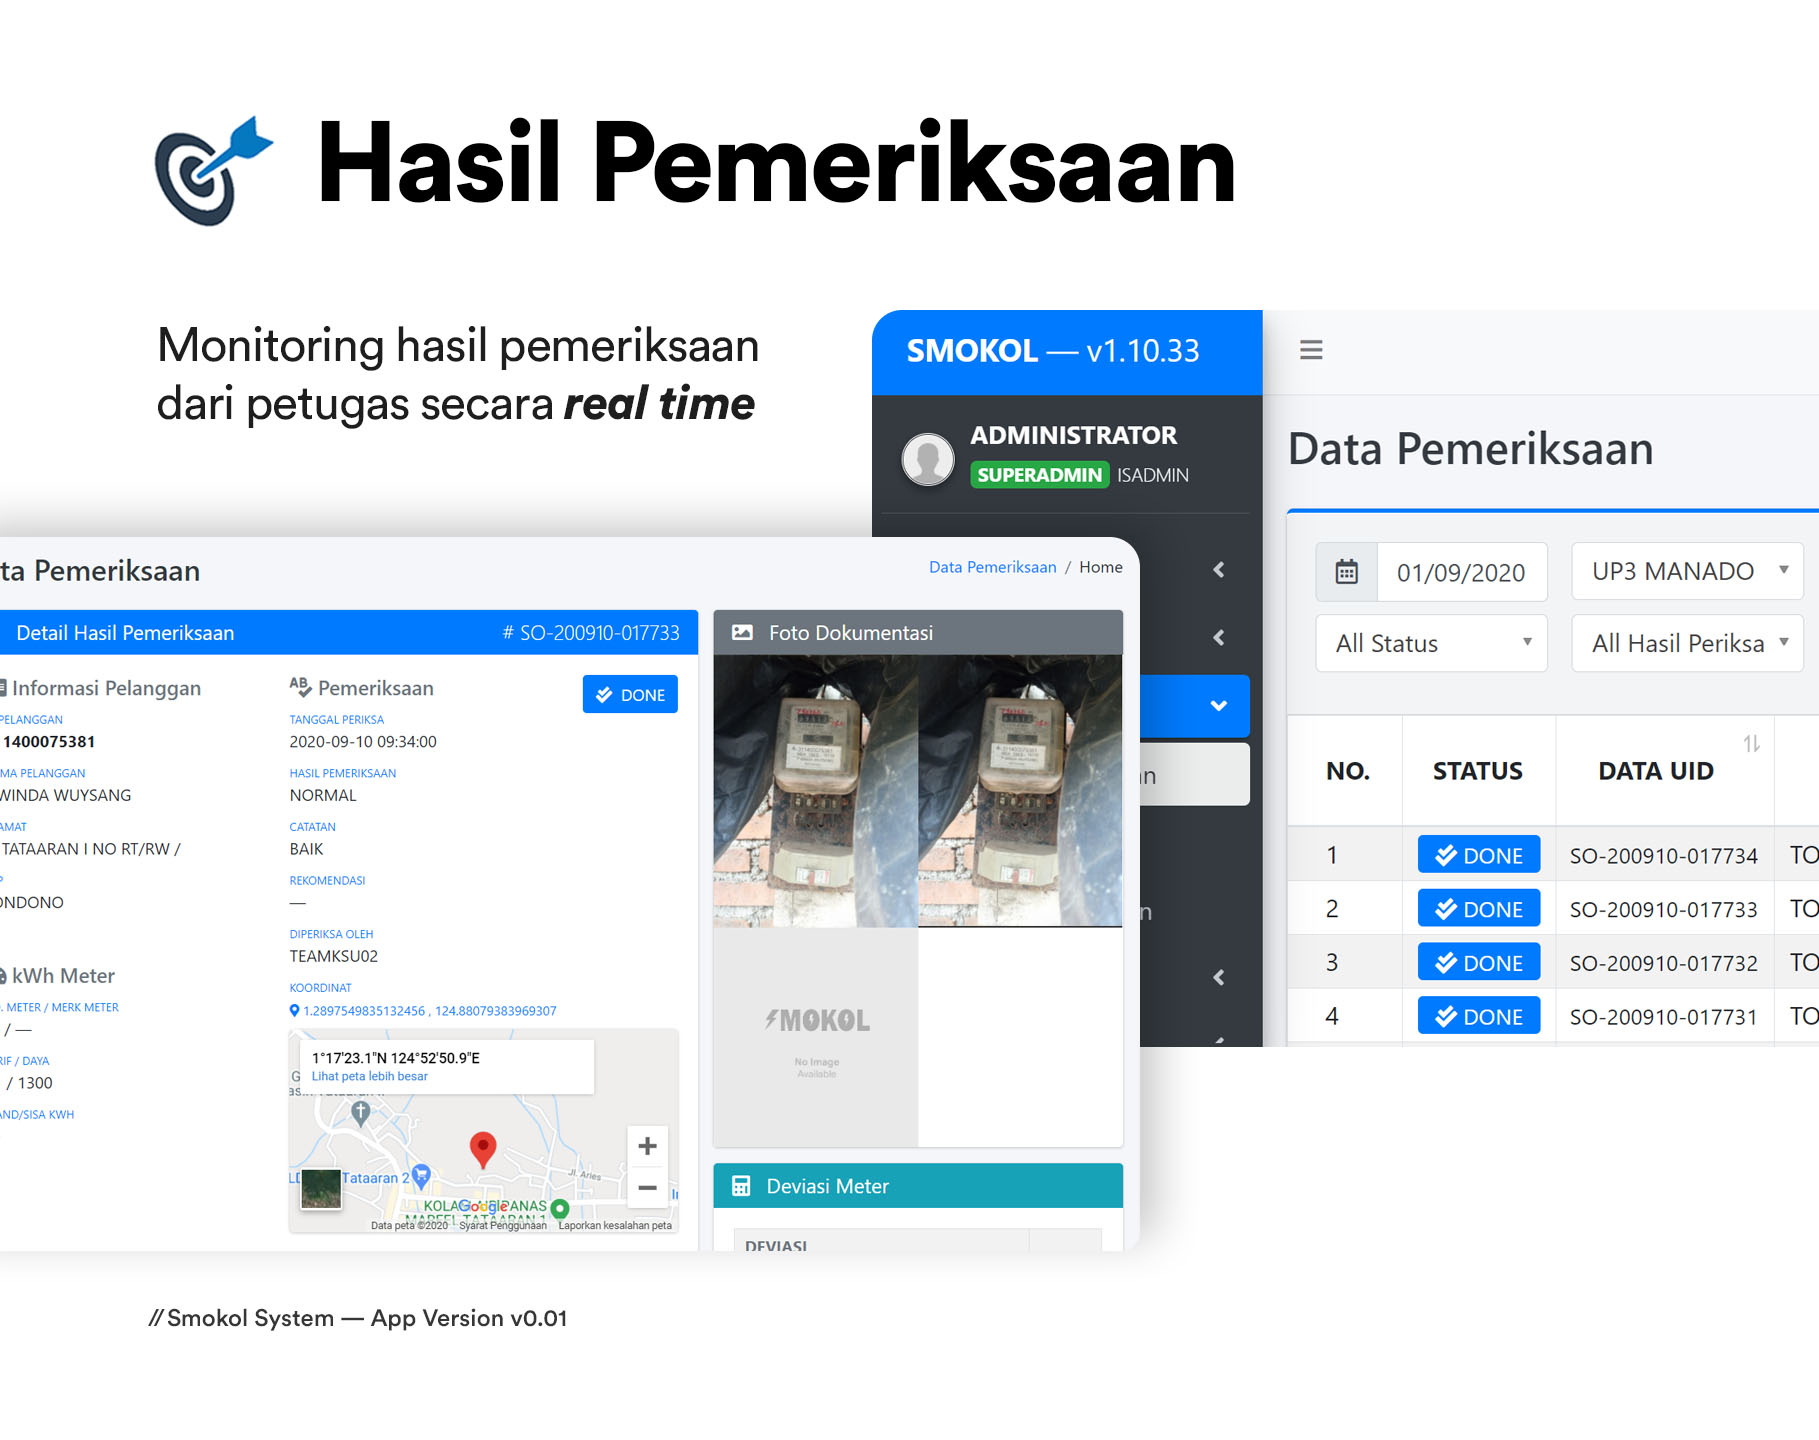 Hasil Pemeriksaan
Monitoring hasil pemeriksaan
dari petugas secara real time
SMOKOL — v1.10.33
ADMINISTRATOR
SUPERADMIN ISADMIN
Data Pemeriksaan
01/09/2020
UP3 MANADO
All Status
All Hasil Periksa
NO.
STATUS
DATA UID
1
DONE
SO-200910-017734
TO
2
DONE
SO-200910-017733
TO
3
DONE
SO-200910-017732
TO
4
DONE
SO-200910-017731
TO
n
n
ta Pemeriksaan
Data Pemeriksaan / Home
Detail Hasil Pemeriksaan
# SO-200910-017733
Informasi Pelanggan
PELANGGAN
1400075381
MA PELANGGAN
WINDA WUYSANG
AMAT
TATAARAN I NO RT/RW /
P
ONDONO
kWh Meter
. METER / MERK METER
/ —
RIF / DAYA
/ 1300
AND/SISA KWH
Pemeriksaan
DONE
TANGGAL PERIKSA
2020-09-10 09:34:00
HASIL PEMERIKSAAN
NORMAL
CATATAN
BAIK
REKOMENDASI
—
DIPERIKSA OLEH
TEAMKSU02
KOORDINAT
1.2897549835132456 , 124.88079383969307
1°17'23.1"N 124°52'50.9"E
Lihat peta lebih besar
Tataaran 2
Jl. Aries
Google
Data peta ©2020 Syarat Penggunaan Laporkan kesalahan peta
Foto Dokumentasi
SMOKOL
No Image
Available
Deviasi Meter
DEVIASI
// Smokol System — App Version v0.01